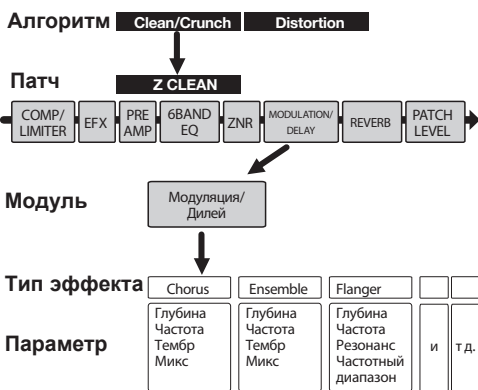 Алгоритм Clean/Crunch Distortion
Патч Z CLEAN
COMP/ LIMITER EFX PRE AMP 6BAND EQ ZNR MODULATION/ DELAY REVERB PATCH LEVEL
Модуль Модуляция/ Дилей
Тип эффекта Chorus Ensemble Flanger
Параметр
Глубина
Частота
Тембр
Микс
Глубина
Частота
Тембр
Микс
Глубина
Частота
Резонанс
Частотный
диапазон
и т д.